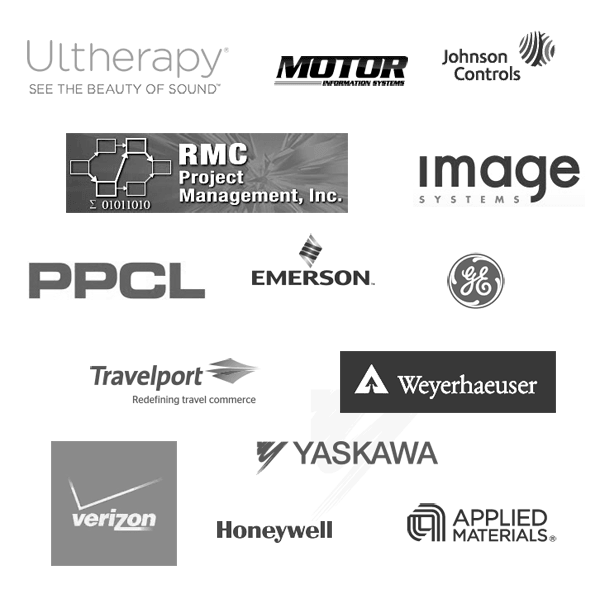 Ultherapy®
SEE THE BEAUTY OF SOUND™
MOTOR
INFORMATION SYSTEMS
Johnson
Controls
RMC
Project
Management, Inc.
Σ 01011010
image
SYSTEMS
PPCL
EMERSON™
GE
Travelport
Redefining travel commerce
Weyerhaeuser
YASKAWA
verizon
Honeywell
APPLIED
MATERIALS®